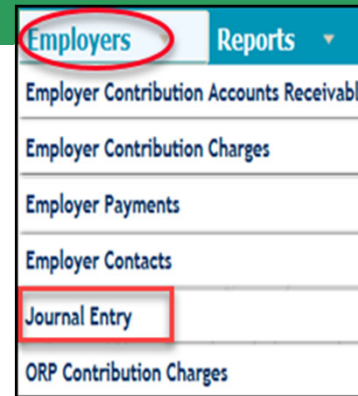 Employers Reports
Employer Contribution Accounts Receivabl
Employer Contribution Charges
Employer Payments
Employer Contacts
Journal Entry
ORP Contribution Charges